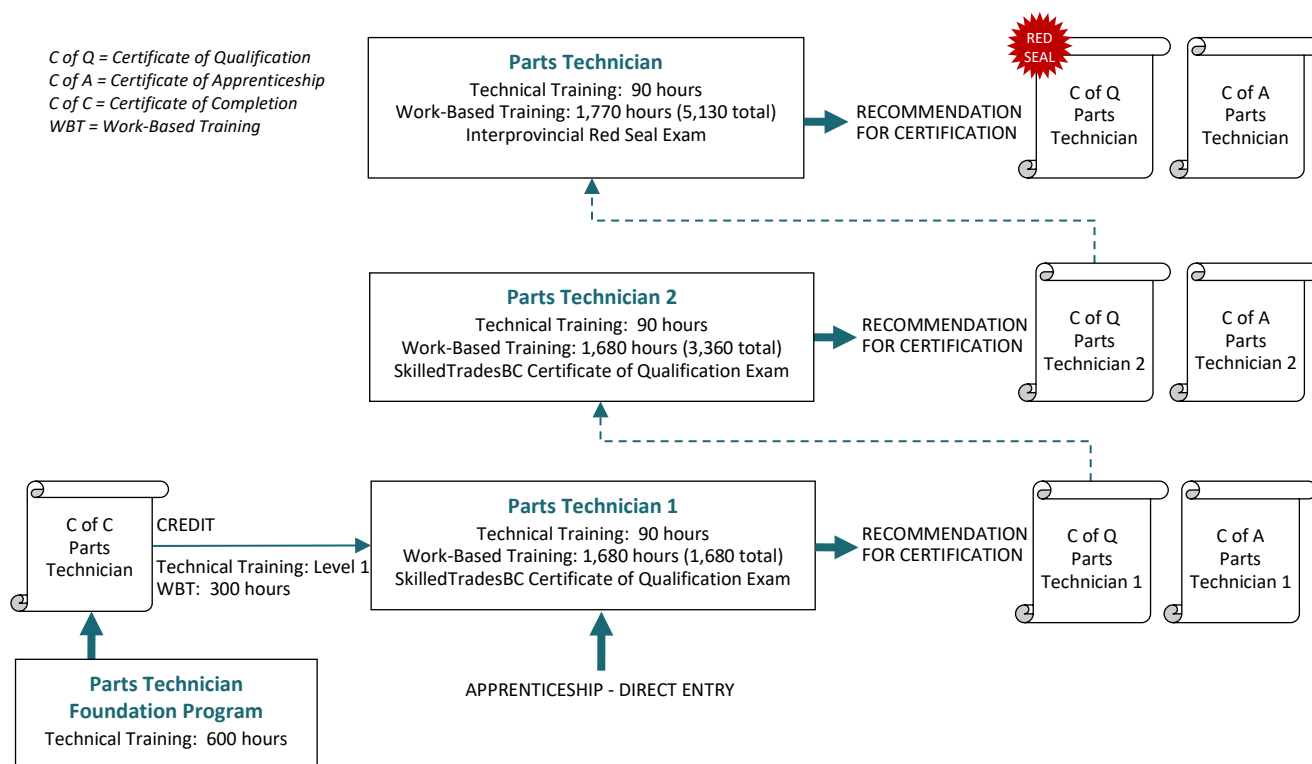 C of Q = Certificate of Qualification
C of A = Certificate of Apprenticeship
C of C = Certificate of Completion
WBT = Work-Based Training
Parts Technician
Technical Training: 90 hours
Work-Based Training: 1,770 hours (5,130 total)
Interprovincial Red Seal Exam
RECOMMENDATION
FOR CERTIFICATION
RED
SEAL
C of Q
Parts
Technician
C of A
Parts
Technician
Parts Technician 2
Technical Training: 90 hours
Work-Based Training: 1,680 hours (3,360 total)
SkilledTradesBC Certificate of Qualification Exam
RECOMMENDATION
FOR CERTIFICATION
C of Q
Parts
Technician 2
C of A
Parts
Technician 2
C of C
Parts
Technician
CREDIT
Technical Training: Level 1
WBT: 300 hours
Parts Technician 1
Technical Training: 90 hours
Work-Based Training: 1,680 hours (1,680 total)
SkilledTradesBC Certificate of Qualification Exam
RECOMMENDATION
FOR CERTIFICATION
C of Q
Parts
Technician 1
C of A
Parts
Technician 1
Parts Technician
Foundation Program
Technical Training: 600 hours
APPRENTICESHIP - DIRECT ENTRY